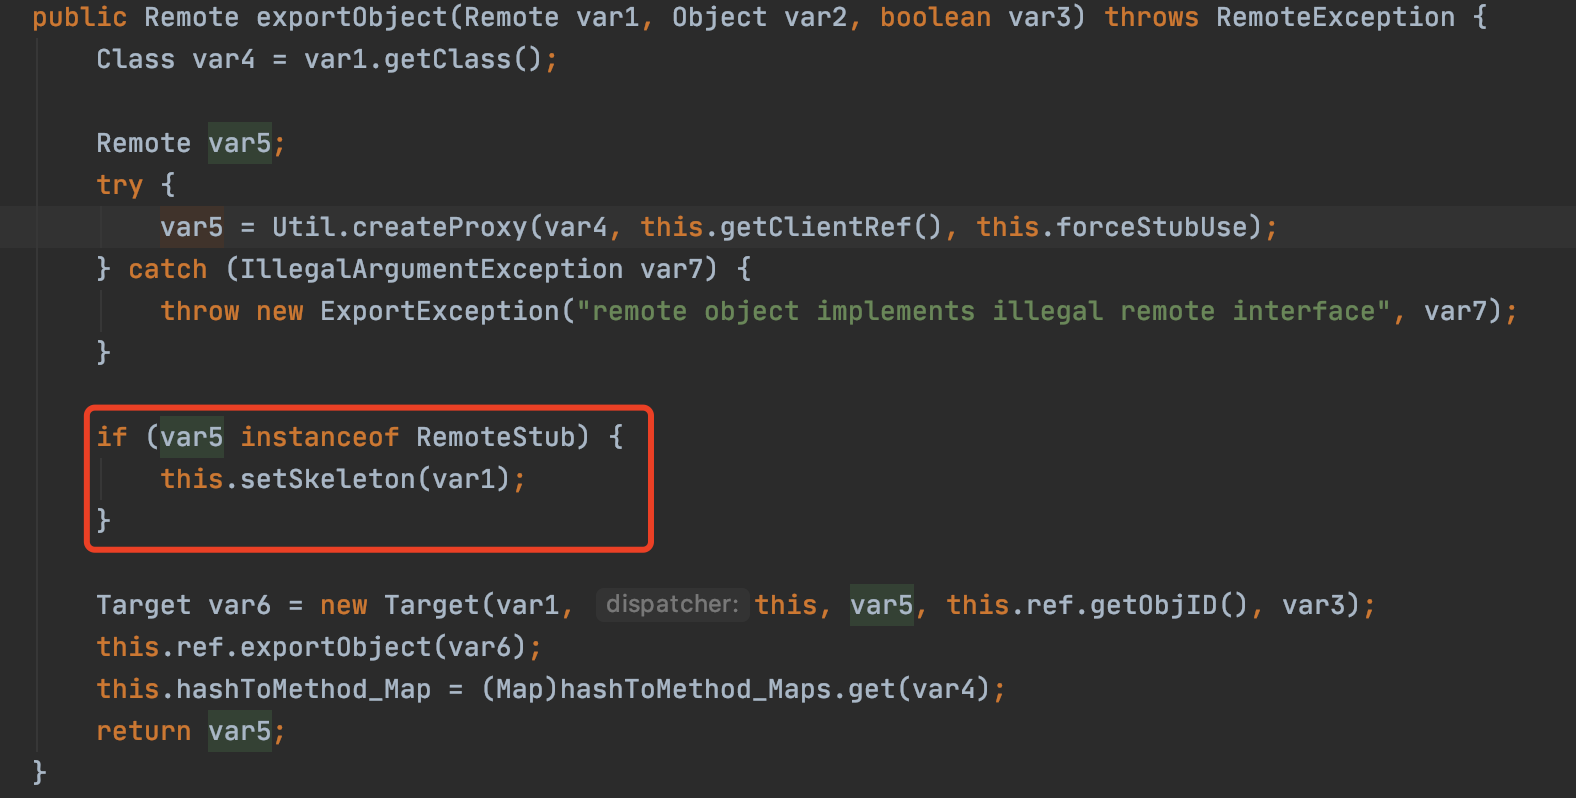 public Remote exportObject(Remote var1, Object var2, boolean var3) throws RemoteException {
    Class var4 = var1.getClass();

    Remote var5;
    try {
        var5 = Util.createProxy(var4, this.getClientRef(), this.forceStubUse);
    } catch (IllegalArgumentException var7) {
        throw new ExportException("remote object implements illegal remote interface", var7);
    }

    if (var5 instanceof RemoteStub) {
        this.setSkeleton(var1);
    }

    Target var6 = new Target(var1, dispatcher: this, var5, this.ref.getObjID(), var3);
    this.ref.exportObject(var6);
    this.hashToMethod_Map = (Map)hashToMethod_Maps.get(var4);
    return var5;
}